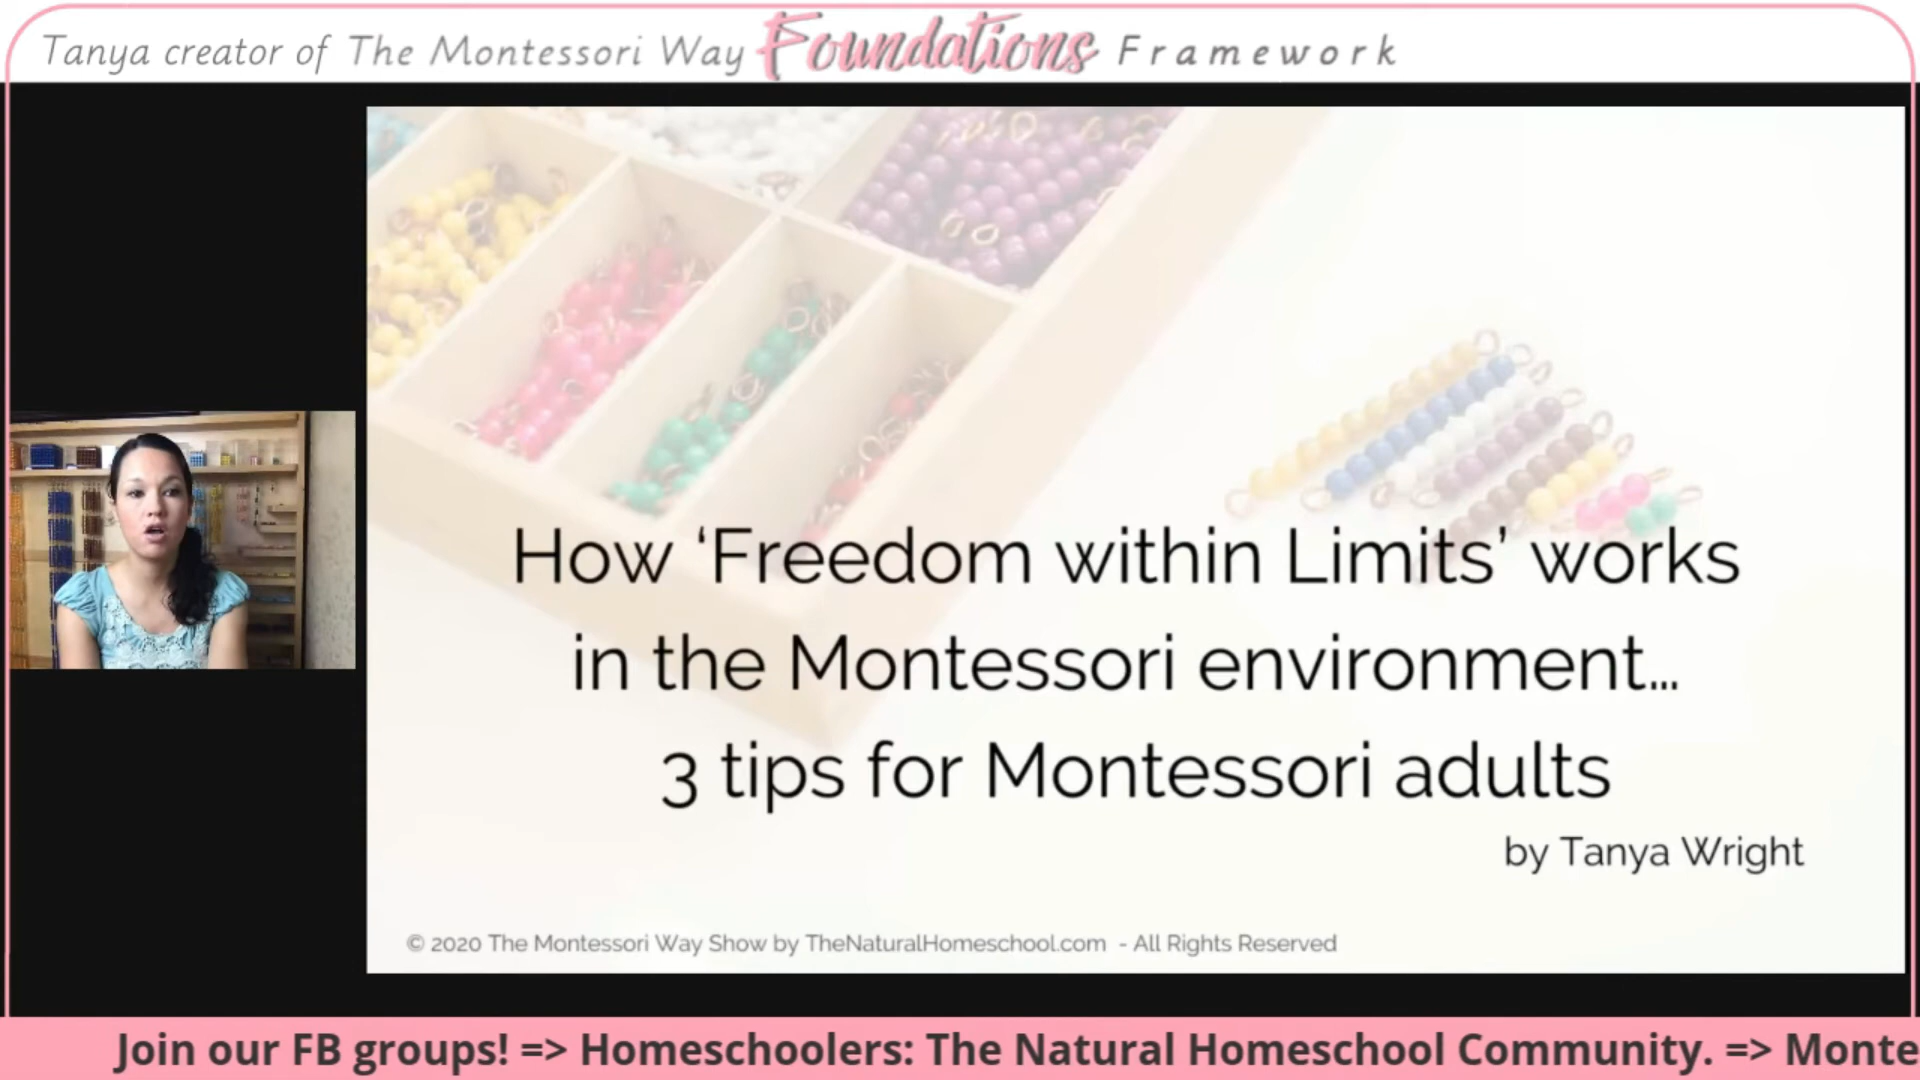 Tanya creator of The Montessori Way Foundations Framework
How ‘Freedom within Limits’ works
in the Montessori environment...
3 tips for Montessori adults
by Tanya Wright
© 2020 The Montessori Way Show by TheNaturalHomeschool.com - All Rights Reserved
Join our FB groups! => Homeschoolers: The Natural Homeschool Community. => Monte